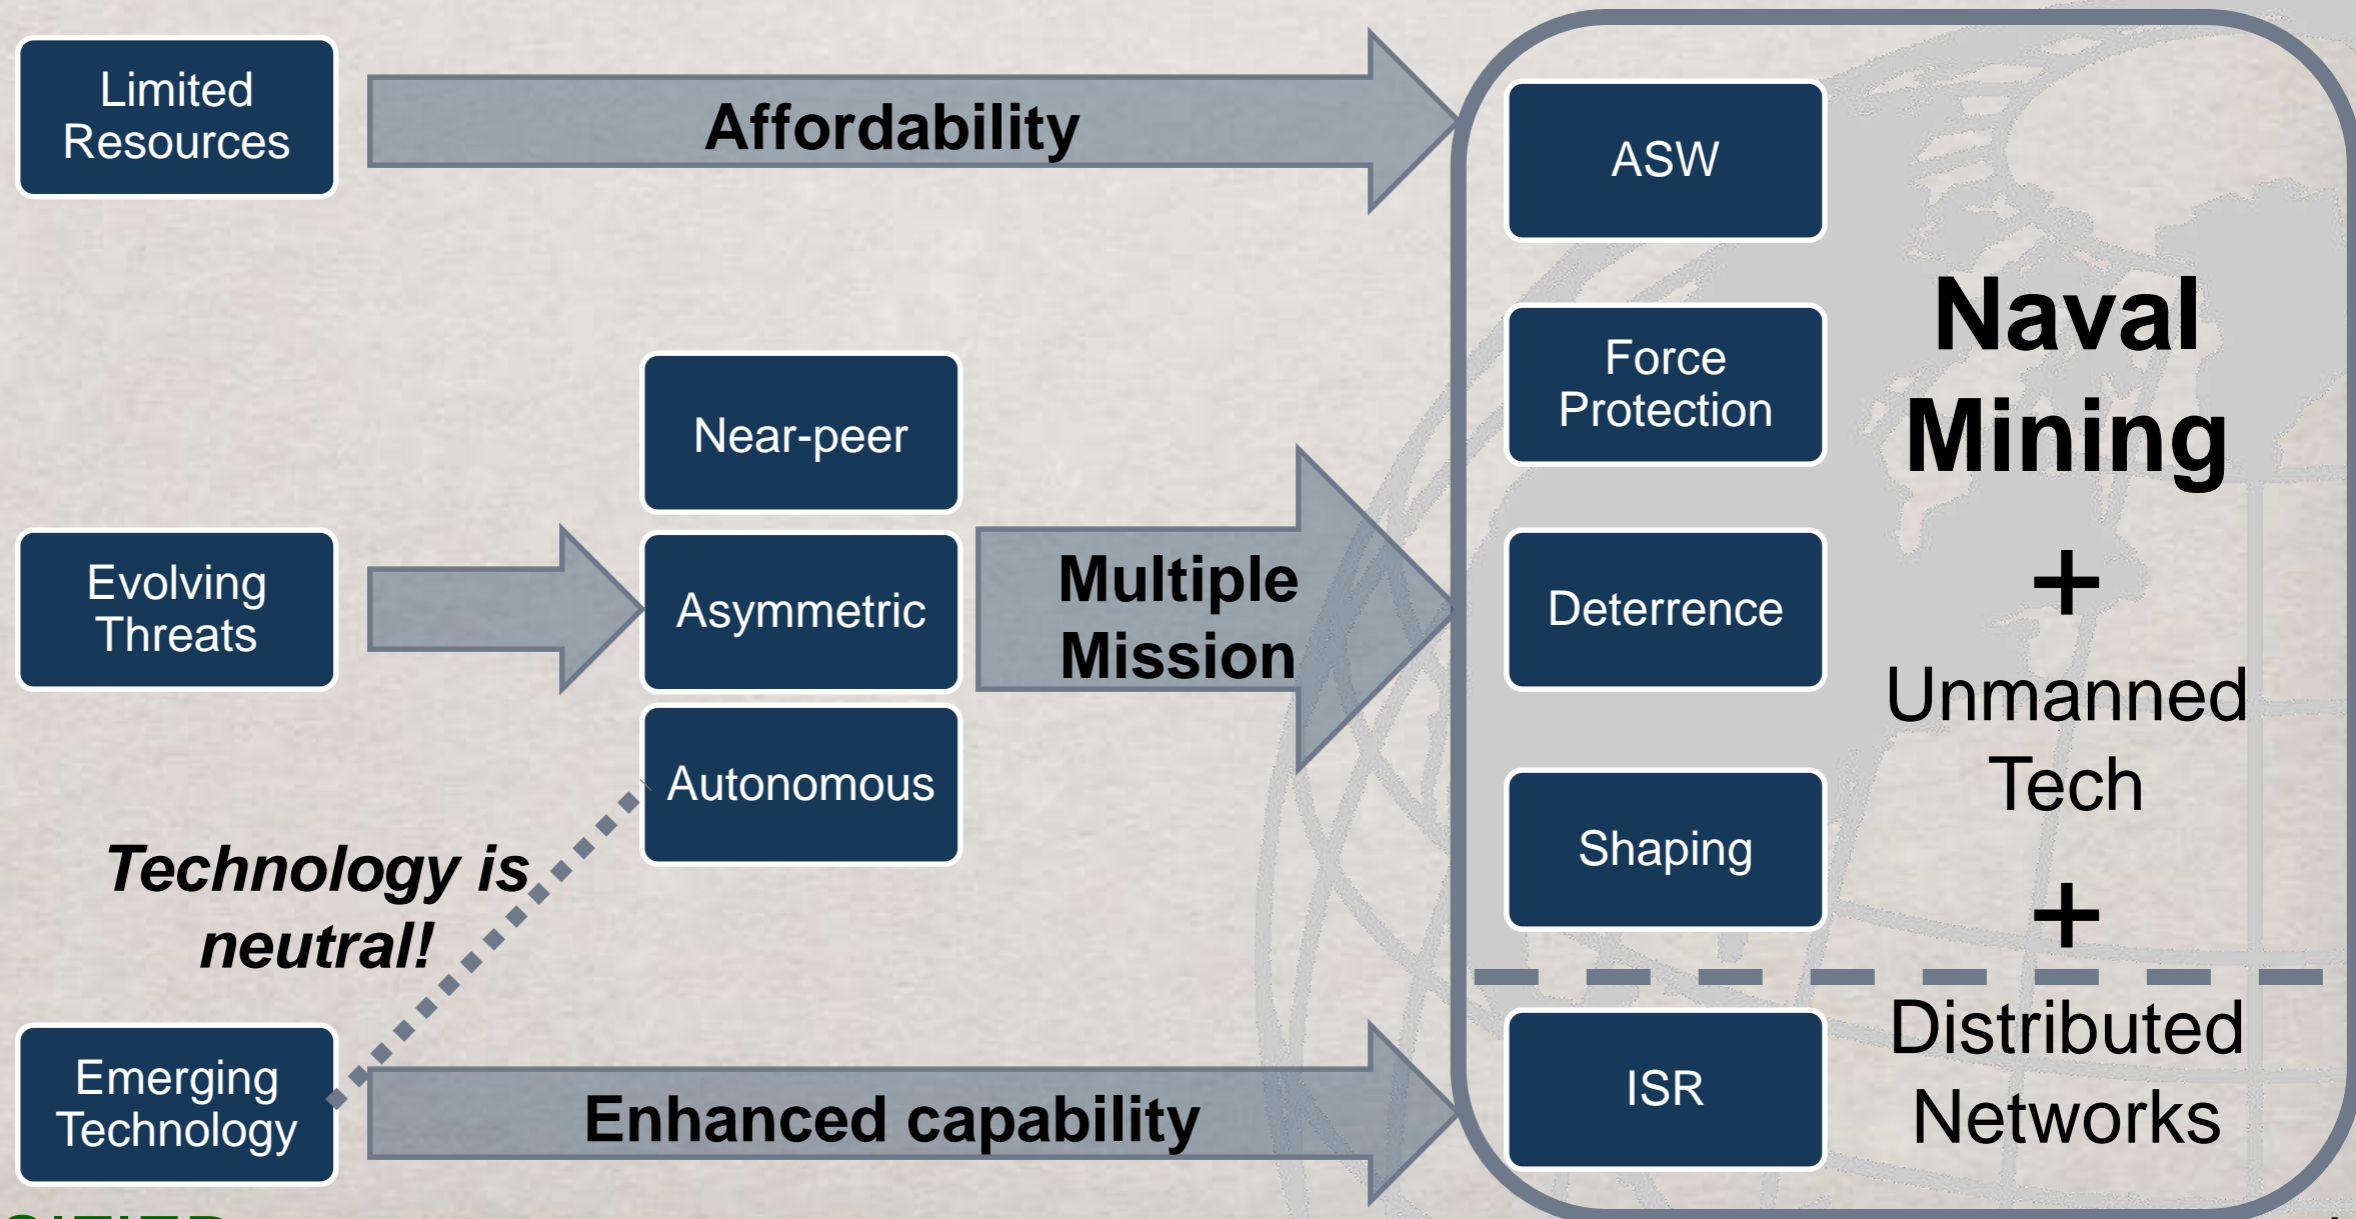 Limited
Resources
Affordability
ASW
Force
Protection
Naval
Mining
Near-peer
Evolving
Threats
Asymmetric
Multiple
Mission
Deterrence
+
Unmanned
Tech
Autonomous
Technology is
neutral!
Shaping
+
Emerging
Technology
Enhanced capability
ISR
Distributed
Networks